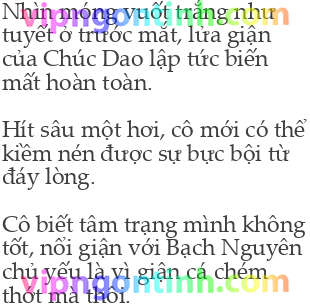 Nhìn móng vuốt trắng như
tuyết ở trước mắt, lửa giận
của Chúc Dao lập tức biến
mất hoàn toàn.
Hít sâu một hơi, cô mới có thể
kiềm nén được sự bực bội từ
đáy lòng.
Cô biết tâm trạng mình không
tốt, nổi giận với Bạch Nguyên
chủ yếu là vì giận cá chém
thớt mà thôi.
vipngontinh.com
vipngontinh.com